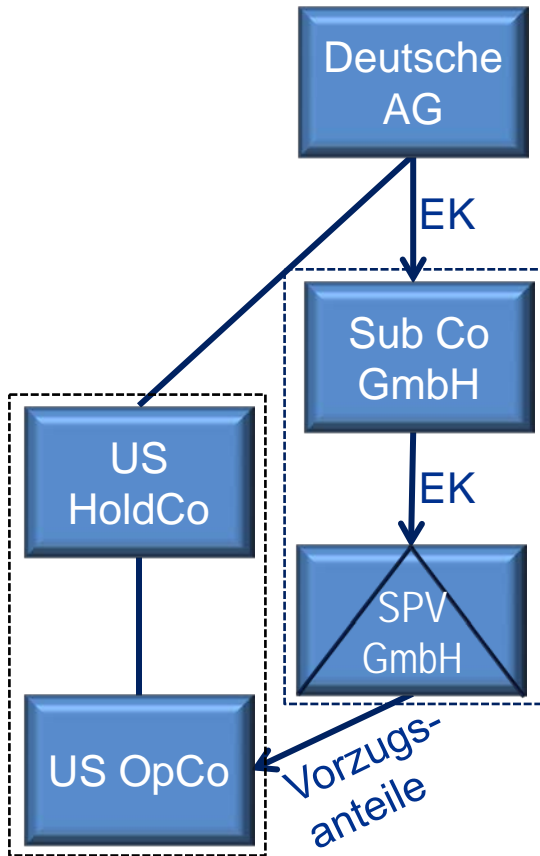 Deutsche
AG
EK
Sub Co
GmbH
US
HoldCo
EK
SPV
GmbH
US OpCo
Vorzugs-
anteile